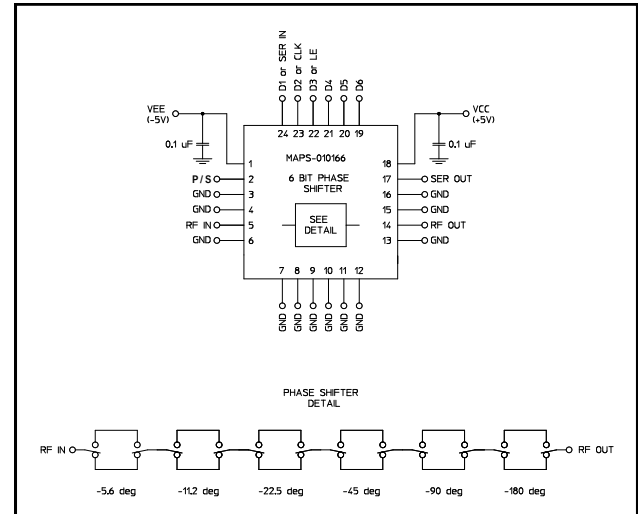 D1 or SER IN
D2 or CLK
D3 or LE
D4
D5
D6
VEE
(-5V)
VCC
(+5V)
24 23 22 21 20 19
0.1 uF
0.1 uF
MAPS-010166
6 BIT PHASE
SHIFTER
SEE
DETAIL
1
P/S 2
GND 3
GND 4
RF IN 5
GND 6
18
17 SER OUT
16 GND
15 GND
14 RF OUT
13 GND
7 8 9 10 11 12
GND GND GND GND GND GND
PHASE SHIFTER
DETAIL
RF IN
RF OUT
-5.6 deg -11.2 deg -22.5 deg -45 deg -90 deg -180 deg